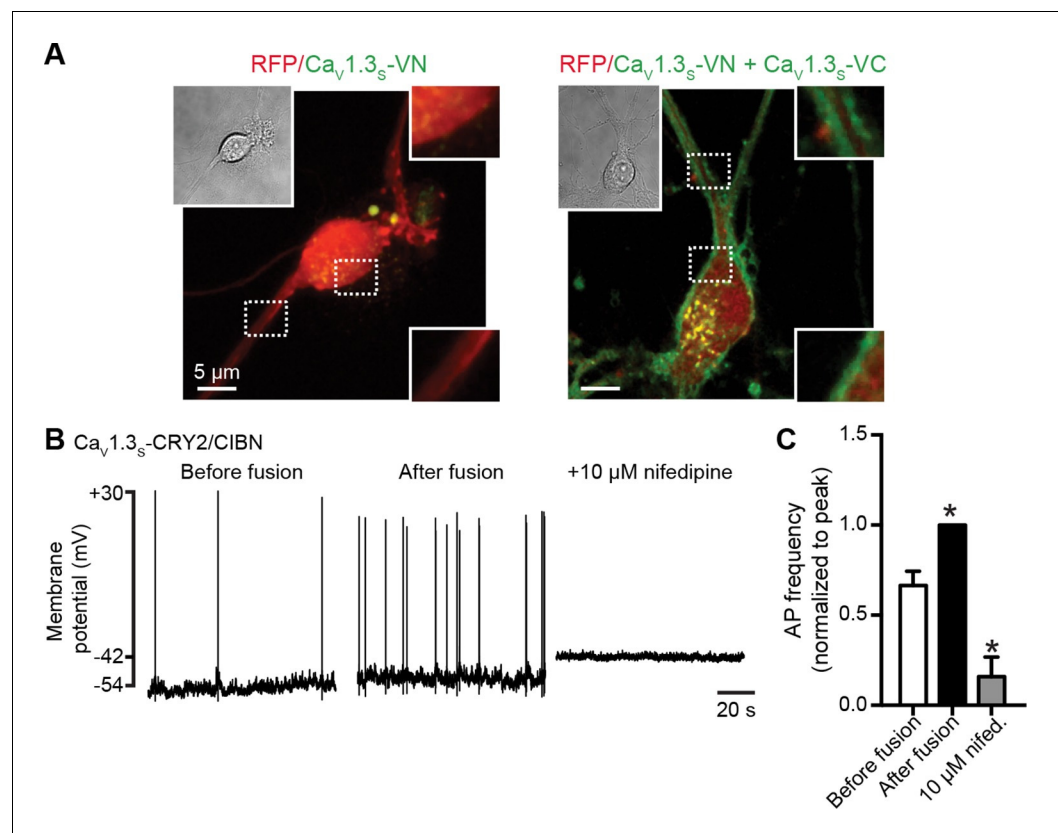 A
RFP/CaV1.3S-VN
RFP/CaV1.3S-VN + CaV1.3S-VC
5 µm
B CaV1.3S-CRY2/CIBN
Before fusion
After fusion
+10 µM nifedipine
+30
-42
-54
Membrane
potential (mV)
20 s
C
1.5
1.0
0.5
0.0
AP frequency
(normalized to peak)
*
*
Before fusion
After fusion
10 µM nifed.